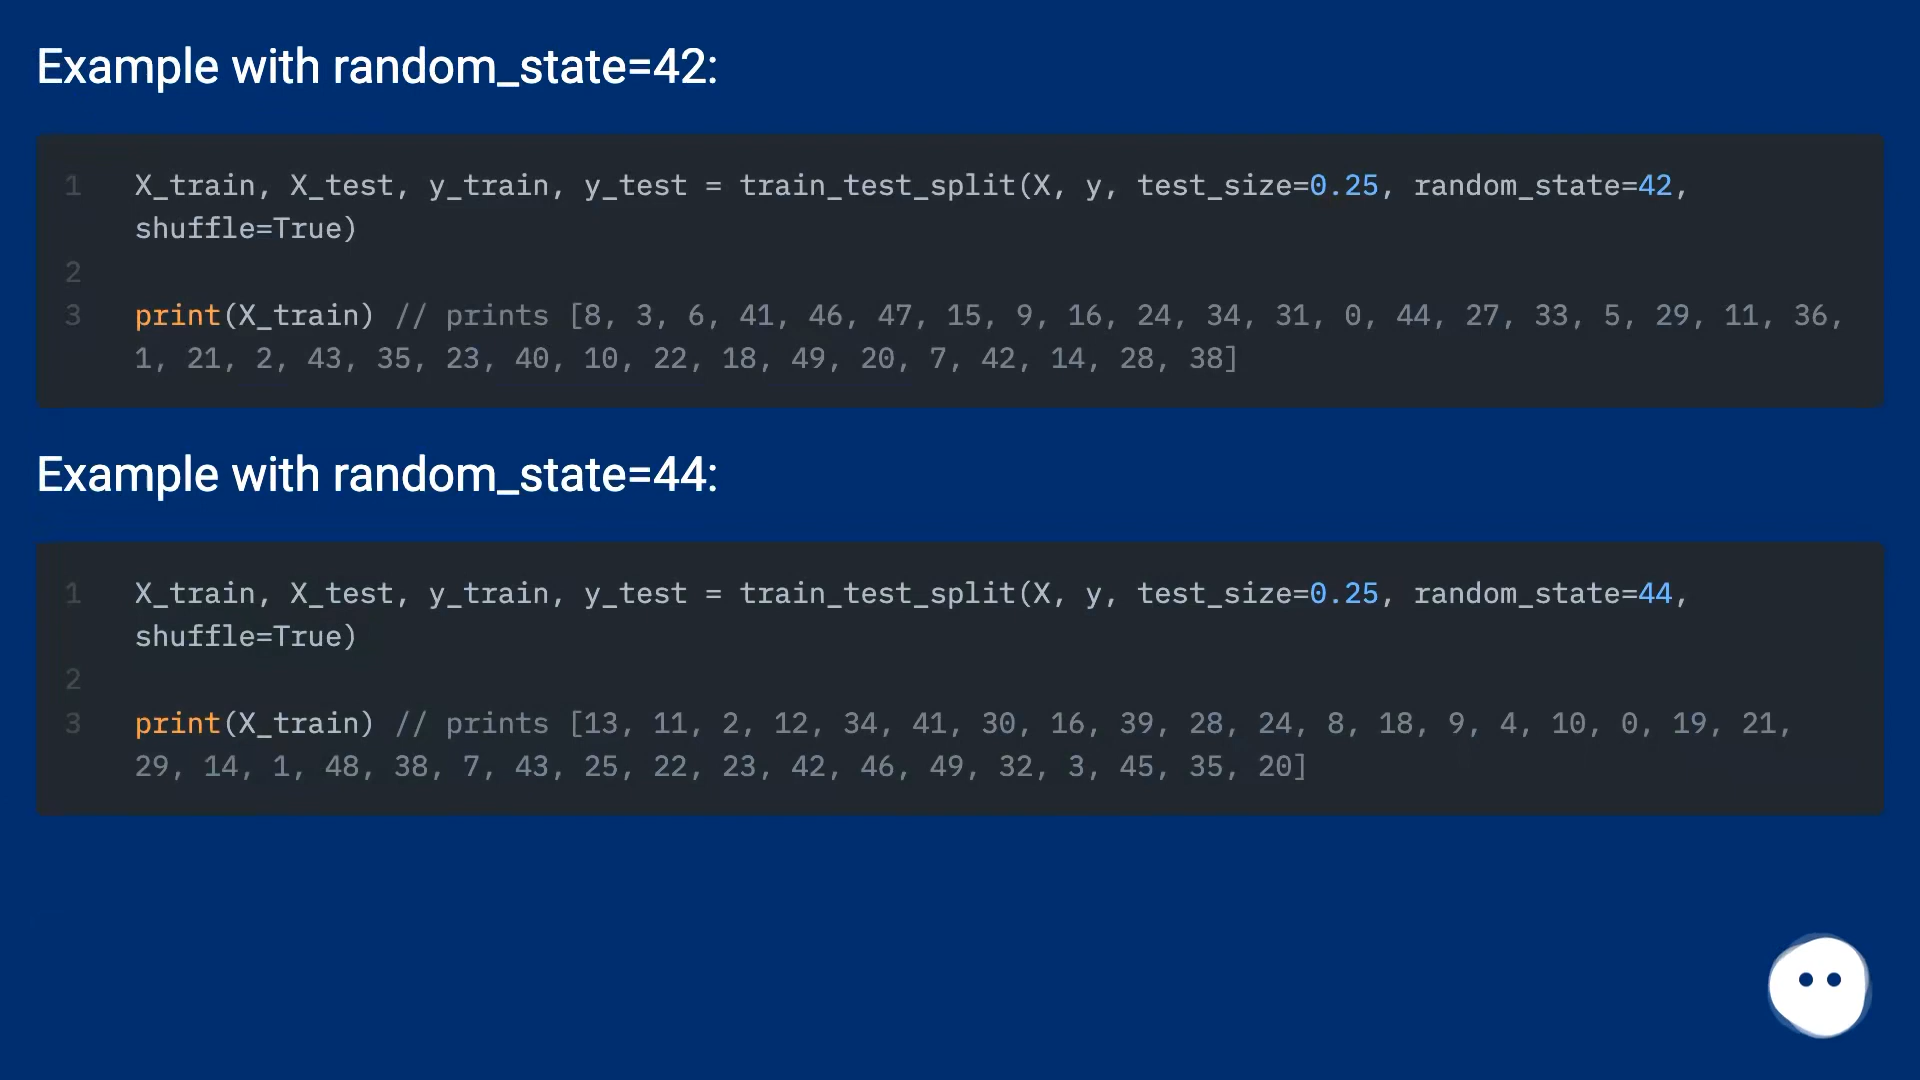 Example with random_state=42:
1 X_train, X_test, y_train, y_test = train_test_split(X, y, test_size=0.25, random_state=42,
shuffle=True)
2
3 print(X_train) // prints [8, 3, 6, 41, 46, 47, 15, 9, 16, 24, 34, 31, 0, 44, 27, 33, 5, 29, 11, 36,
1, 21, 2, 43, 35, 23, 40, 10, 22, 18, 49, 20, 7, 42, 14, 28, 38]
Example with random_state=44:
1 X_train, X_test, y_train, y_test = train_test_split(X, y, test_size=0.25, random_state=44,
shuffle=True)
2
3 print(X_train) // prints [13, 11, 2, 12, 34, 41, 30, 16, 39, 28, 24, 8, 18, 9, 4, 10, 0, 19, 21,
29, 14, 1, 48, 38, 7, 43, 25, 22, 23, 42, 46, 49, 32, 3, 45, 35, 20]